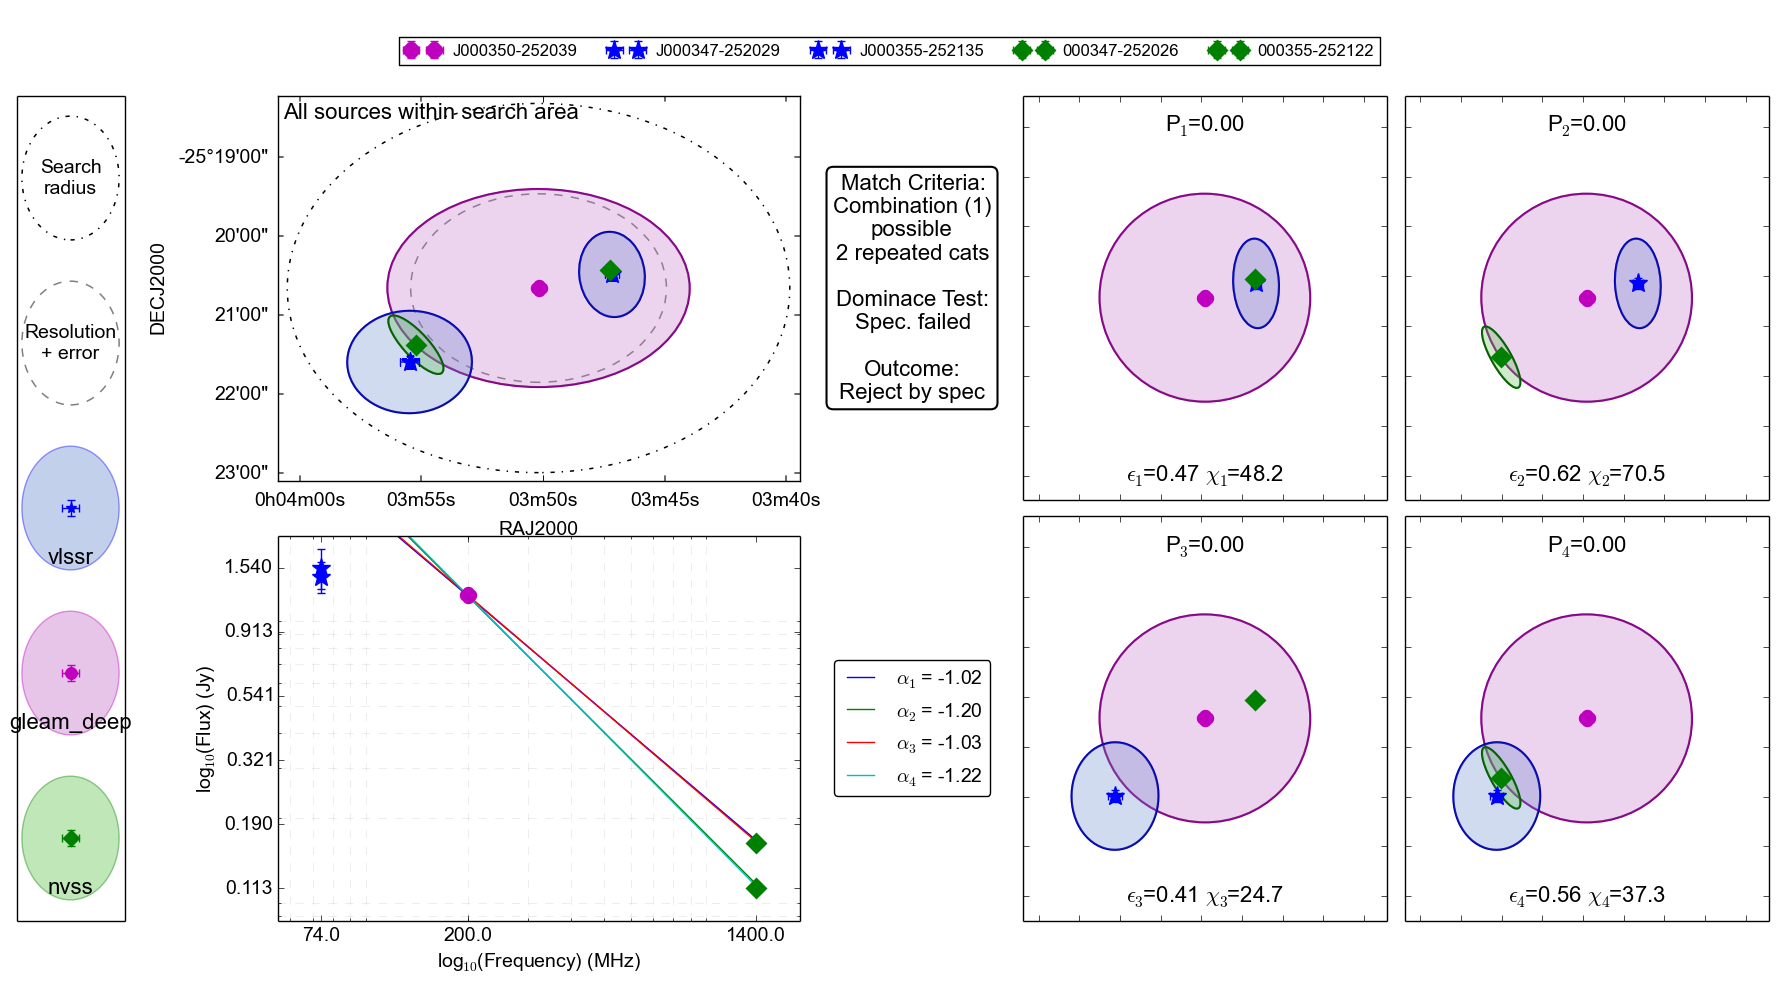 J000350-252039 J000347-252029 J000355-252135 000347-252026 000355-252122
Search
radius
Resolution
+ error
vlssr
gleam_deep
nvss
All sources within search area
DECJ2000
-25°19'00"
20'00"
21'00"
22'00"
23'00"
0h04m00s 03m55s 03m50s 03m45s 03m40s
RAJ2000
Match Criteria:
Combination (1)
possible
2 repeated cats
Dominace Test:
Spec. failed
Outcome:
Reject by spec
log10(Flux) (Jy)
1.540
0.913
0.541
0.321
0.190
0.113
74.0 200.0 1400.0
log10(Frequency) (MHz)
α1 = -1.02
α2 = -1.20
α3 = -1.03
α4 = -1.22
P1=0.00
ϵ1=0.47 χ1=48.2
P2=0.00
ϵ2=0.62 χ2=70.5
P3=0.00
ϵ3=0.41 χ3=24.7
P4=0.00
ϵ4=0.56 χ4=37.3